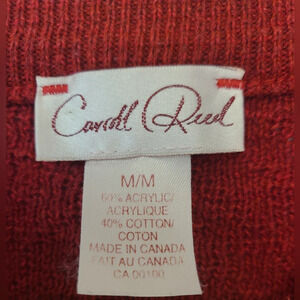 Carroll Reed
M/M
60% ACRYLIC/
ACRYLIQUE
40% COTTON/
COTON
MADE IN CANADA
FAIT AU CANADA
CA 00100